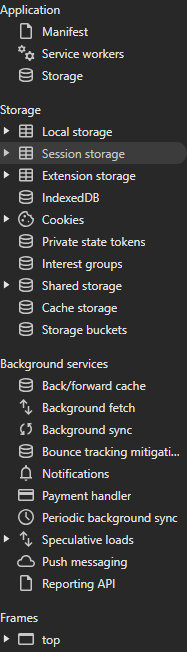 Application
Manifest
Service workers
Storage
Storage
Local storage
Session storage
Extension storage
IndexedDB
Cookies
Private state tokens
Interest groups
Shared storage
Cache storage
Storage buckets
Background services
Back/forward cache
Background fetch
Background sync
Bounce tracking mitigati...
Notifications
Payment handler
Periodic background sync
Speculative loads
Push messaging
Reporting API
Frames
top